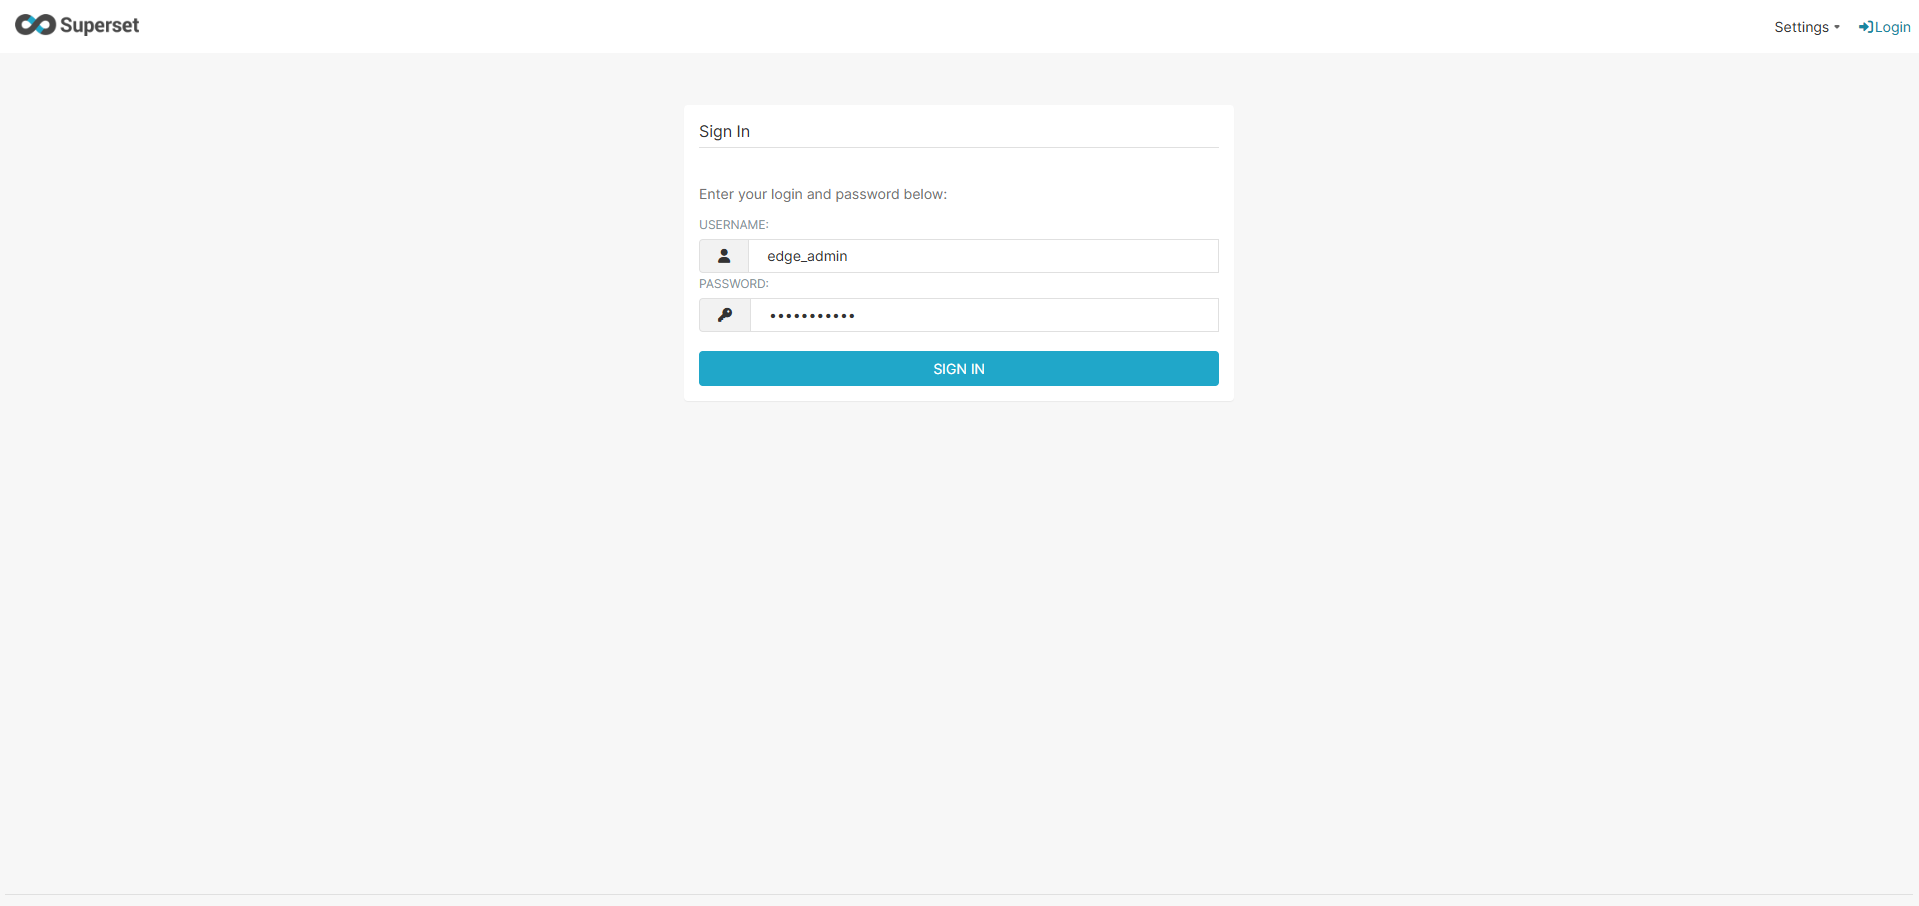 Superset
Settings
Login
Sign In
Enter your login and password below:
USERNAME:
edge_admin
PASSWORD:
•••••••••••
SIGN IN